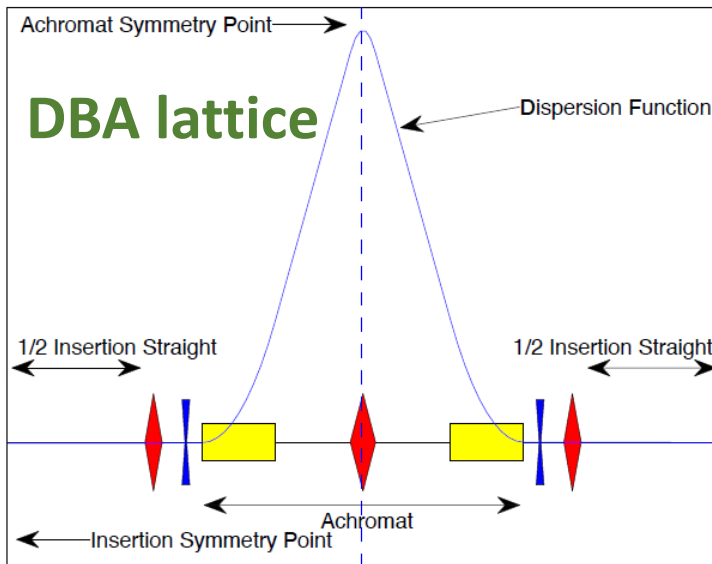 Achromat Symmetry Point
DBA lattice
Dispersion Function
1/2 Insertion Straight
1/2 Insertion Straight
Achromat
Insertion Symmetry Point